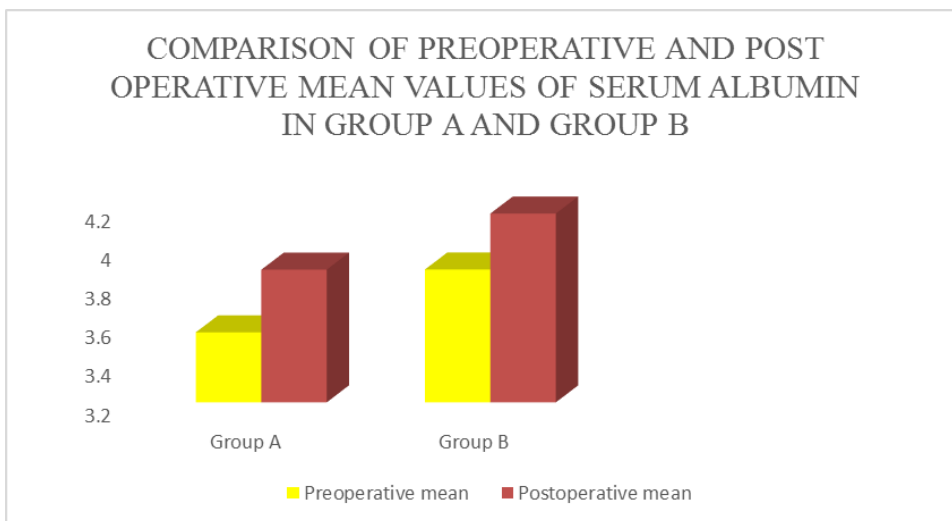 COMPARISON OF PREOPERATIVE AND POST
OPERATIVE MEAN VALUES OF SERUM ALBUMIN
IN GROUP A AND GROUP B
4.2
4
3.8
3.6
3.4
3.2
Group A
Group B
Preoperative mean
Postoperative mean